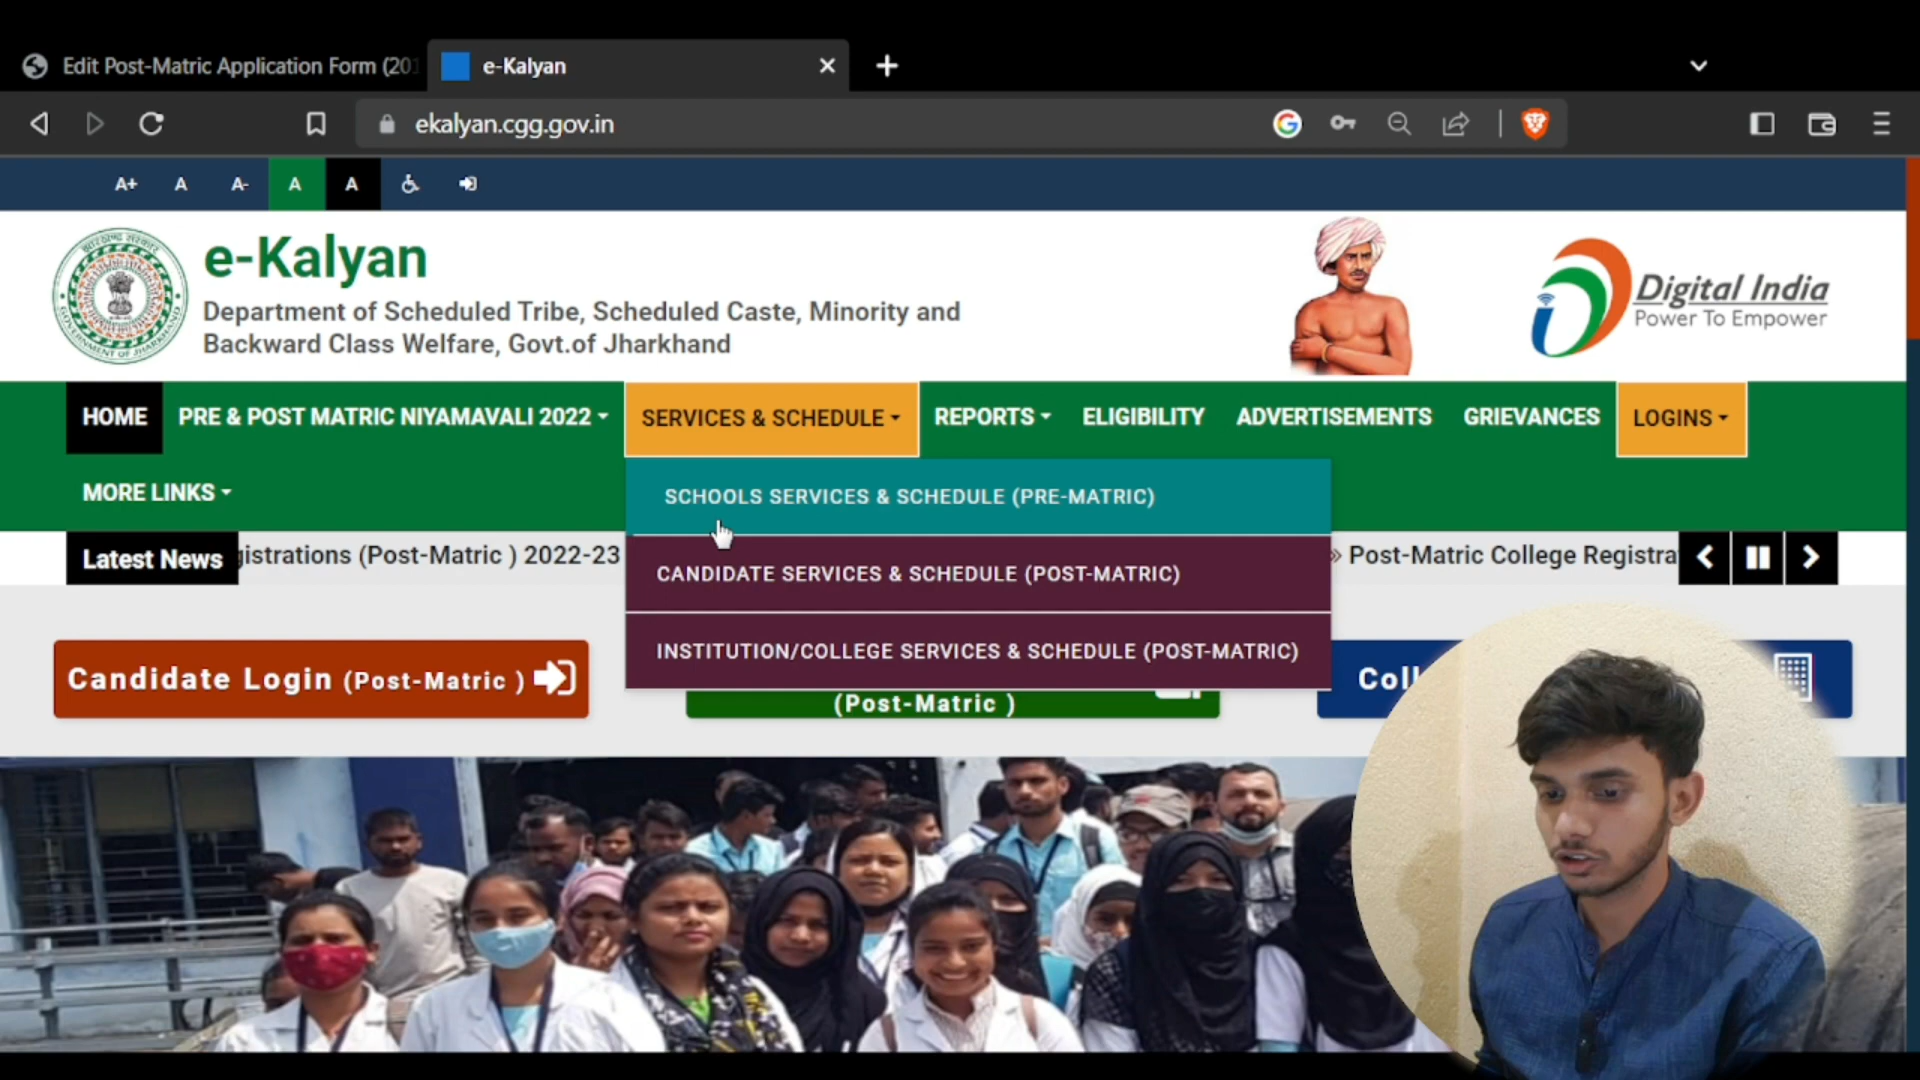 Edit Post-Matric Application Form (201
e-Kalyan
ekalyan.cgg.gov.in
A+ A A- A A
e-Kalyan
Department of Scheduled Tribe, Scheduled Caste, Minority and
Backward Class Welfare, Govt.of Jharkhand
Digital India
Power To Empower
HOME PRE & POST MATRIC NIYAMAVALI 2022 SERVICES & SCHEDULE REPORTS ELIGIBILITY ADVERTISEMENTS GRIEVANCES LOGINS
MORE LINKS
SCHOOLS SERVICES & SCHEDULE (PRE-MATRIC)
Latest News gistrations (Post-Matric ) 2022-23 » Post-Matric College Registra
CANDIDATE SERVICES & SCHEDULE (POST-MATRIC)
INSTITUTION/COLLEGE SERVICES & SCHEDULE (POST-MATRIC)
Candidate Login (Post-Matric )
(Post-Matric )
Coll